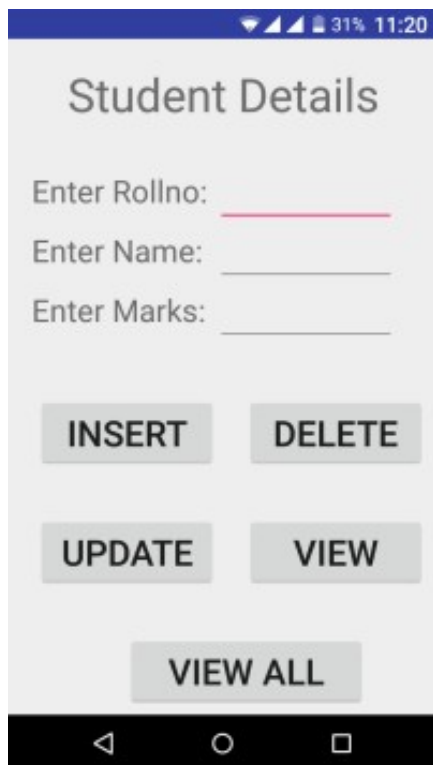 31% 11:20
Student Details
Enter Rollno:
Enter Name:
Enter Marks:
INSERT DELETE
UPDATE VIEW
VIEW ALL